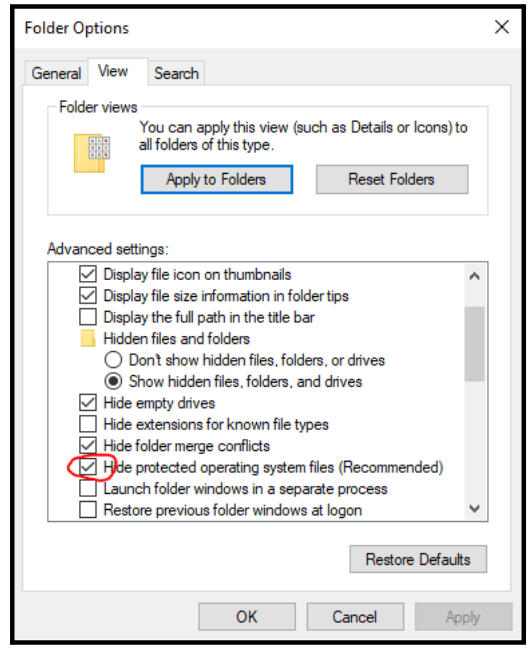 Folder Options
General View Search
Folder views
You can apply this view (such as Details or Icons) to
all folders of this type.
Apply to Folders Reset Folders
Advanced settings:
Display file icon on thumbnails
Display file size information in folder tips
Display the full path in the title bar
Hidden files and folders
Don't show hidden files, folders, or drives
Show hidden files, folders, and drives
Hide empty drives
Hide extensions for known file types
Hide folder merge conflicts
Hide protected operating system files (Recommended)
Launch folder windows in a separate process
Restore previous folder windows at logon
Restore Defaults
OK Cancel Apply